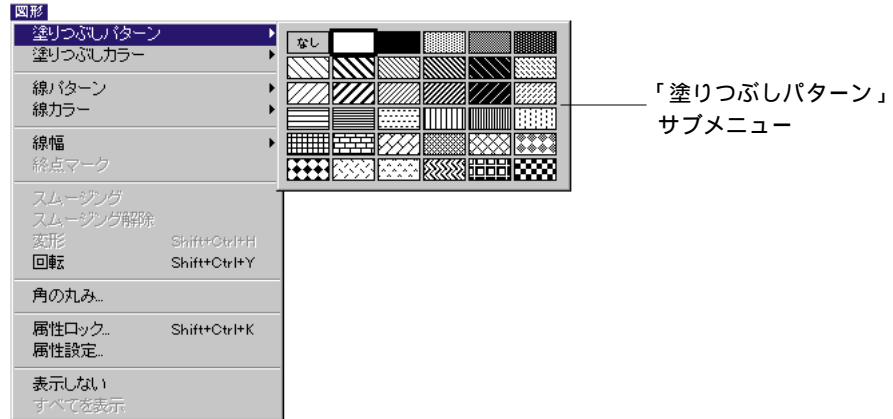 図形
塗りつぶしパターン
塗りつぶしカラー
線パターン
線カラー
線幅
終点マーク
スムージング
スムージング解除
変形 Shift+Ctrl+H
回転 Shift+Ctrl+Y
角の丸み...
属性ロック... Shift+Ctrl+K
属性設定...
表示しない
すべてを表示
なし
「塗りつぶしパターン」
サブメニュー